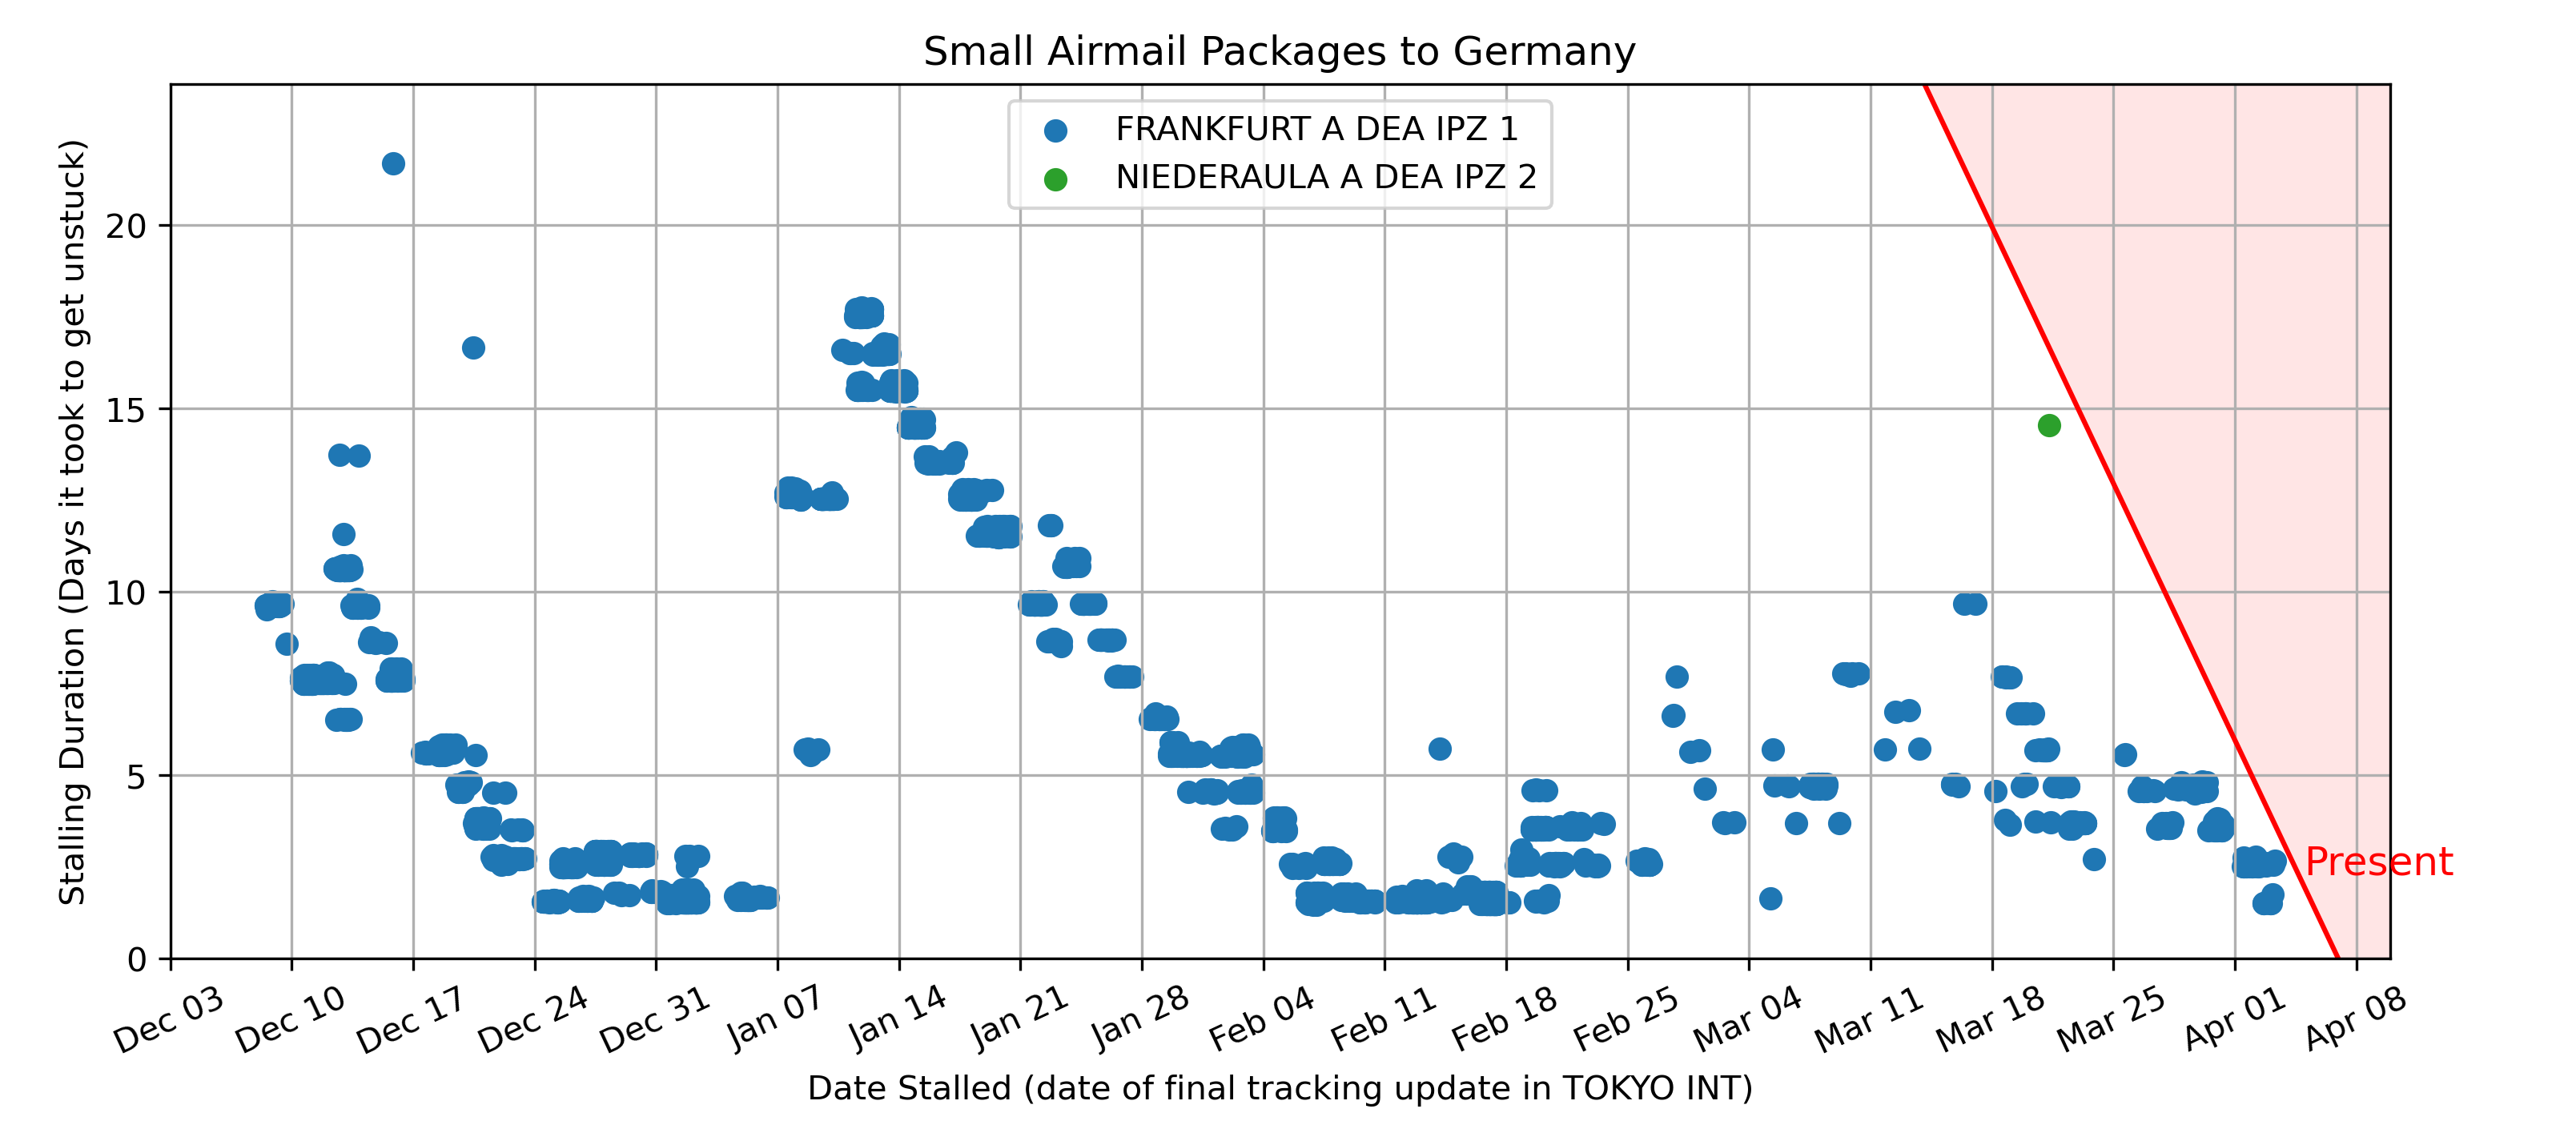 Small Airmail Packages to Germany
FRANKFURT A DEA IPZ 1
NIEDERAULA A DEA IPZ 2
Stalling Duration (Days it took to get unstuck)
20
15
10
5
0
Present
Dec 03
Dec 10
Dec 17
Dec 24
Dec 31
Jan 07
Jan 14
Jan 21
Jan 28
Feb 04
Feb 11
Feb 18
Feb 25
Mar 04
Mar 11
Mar 18
Mar 25
Apr 01
Apr 08
Date Stalled (date of final tracking update in TOKYO INT)